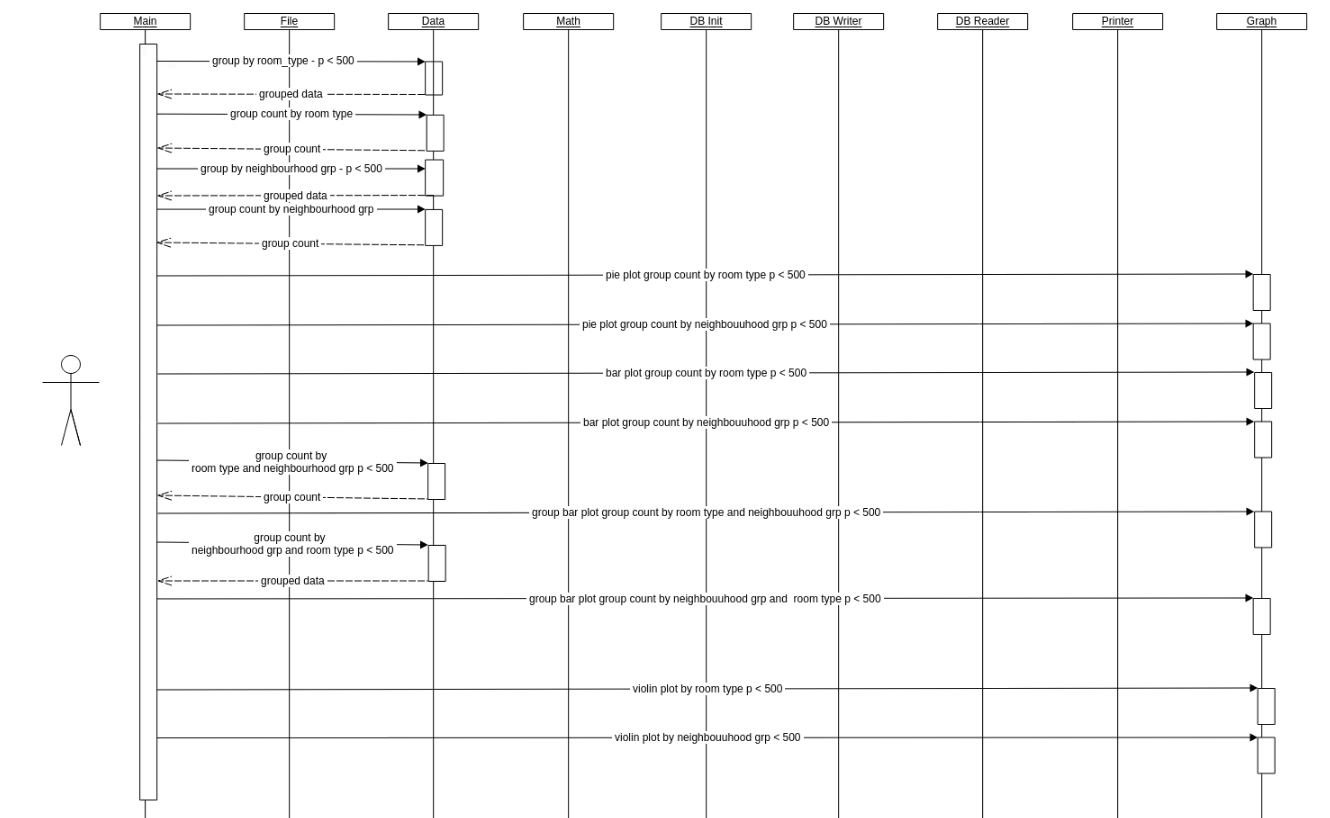 Main
File
Data
Math
DB Init
DB Writer
DB Reader
Printer
Graph
group by room_type - p < 500
grouped data
group count by room type
group count
group by neighbourhood grp - p < 500
grouped data
group count by neighbourhood grp
group count
pie plot group count by room type p < 500
pie plot group count by neighbouuhood grp p < 500
bar plot group count by room type p < 500
bar plot group count by neighbouuhood grp p < 500
group count by
room type and neighbourhood grp p < 500
group count
group bar plot group count by room type and neighbouuhood grp p < 500
group count by
neighbourhood grp and room type p < 500
grouped data
group bar plot group count by neighbouuhood grp and  room type p < 500
violin plot by room type p < 500
violin plot by neighbouuhood grp < 500